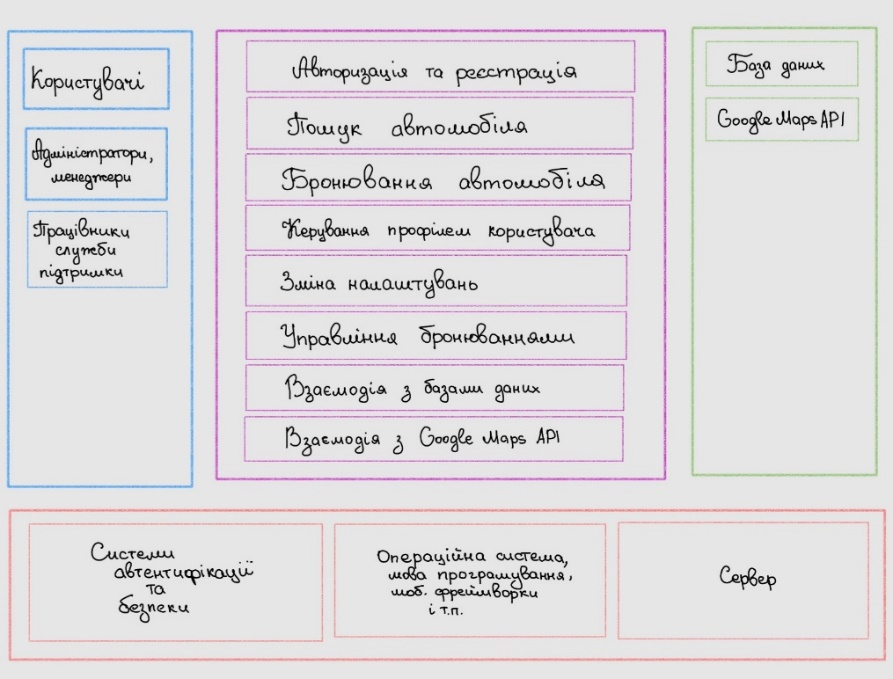 Користувачі
Адміністратори,
менеджери
Працівники
служби
підтримки
Авторизація та реєстрація
Пошук автомобіля
Бронювання автомобіля
Керування профілем користувача
Зміна налаштувань
Управління бронюваннями
Взаємодія з базами даних
Взаємодія з Google Maps API
База даних
Google Maps API
Системи
автентифікації
та
безпеки
Операційна система,
мова програмування,
моб. фреймворки
і т.п.
Сервер